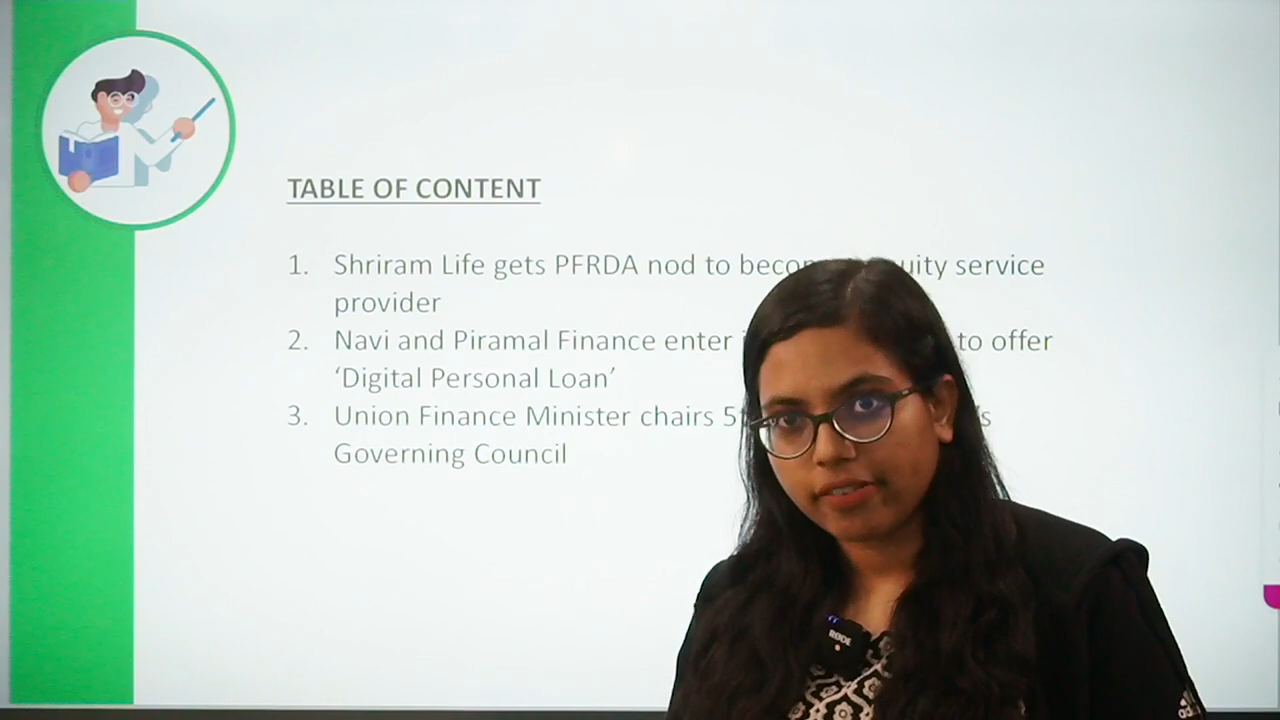 TABLE OF CONTENT
1. Shriram Life gets PFRDA nod to service
provider
2. Navi and Piramal Finance enter to offer
‘Digital Personal Loan’
3. Union Finance Minister chairs
Governing Council
RØDE